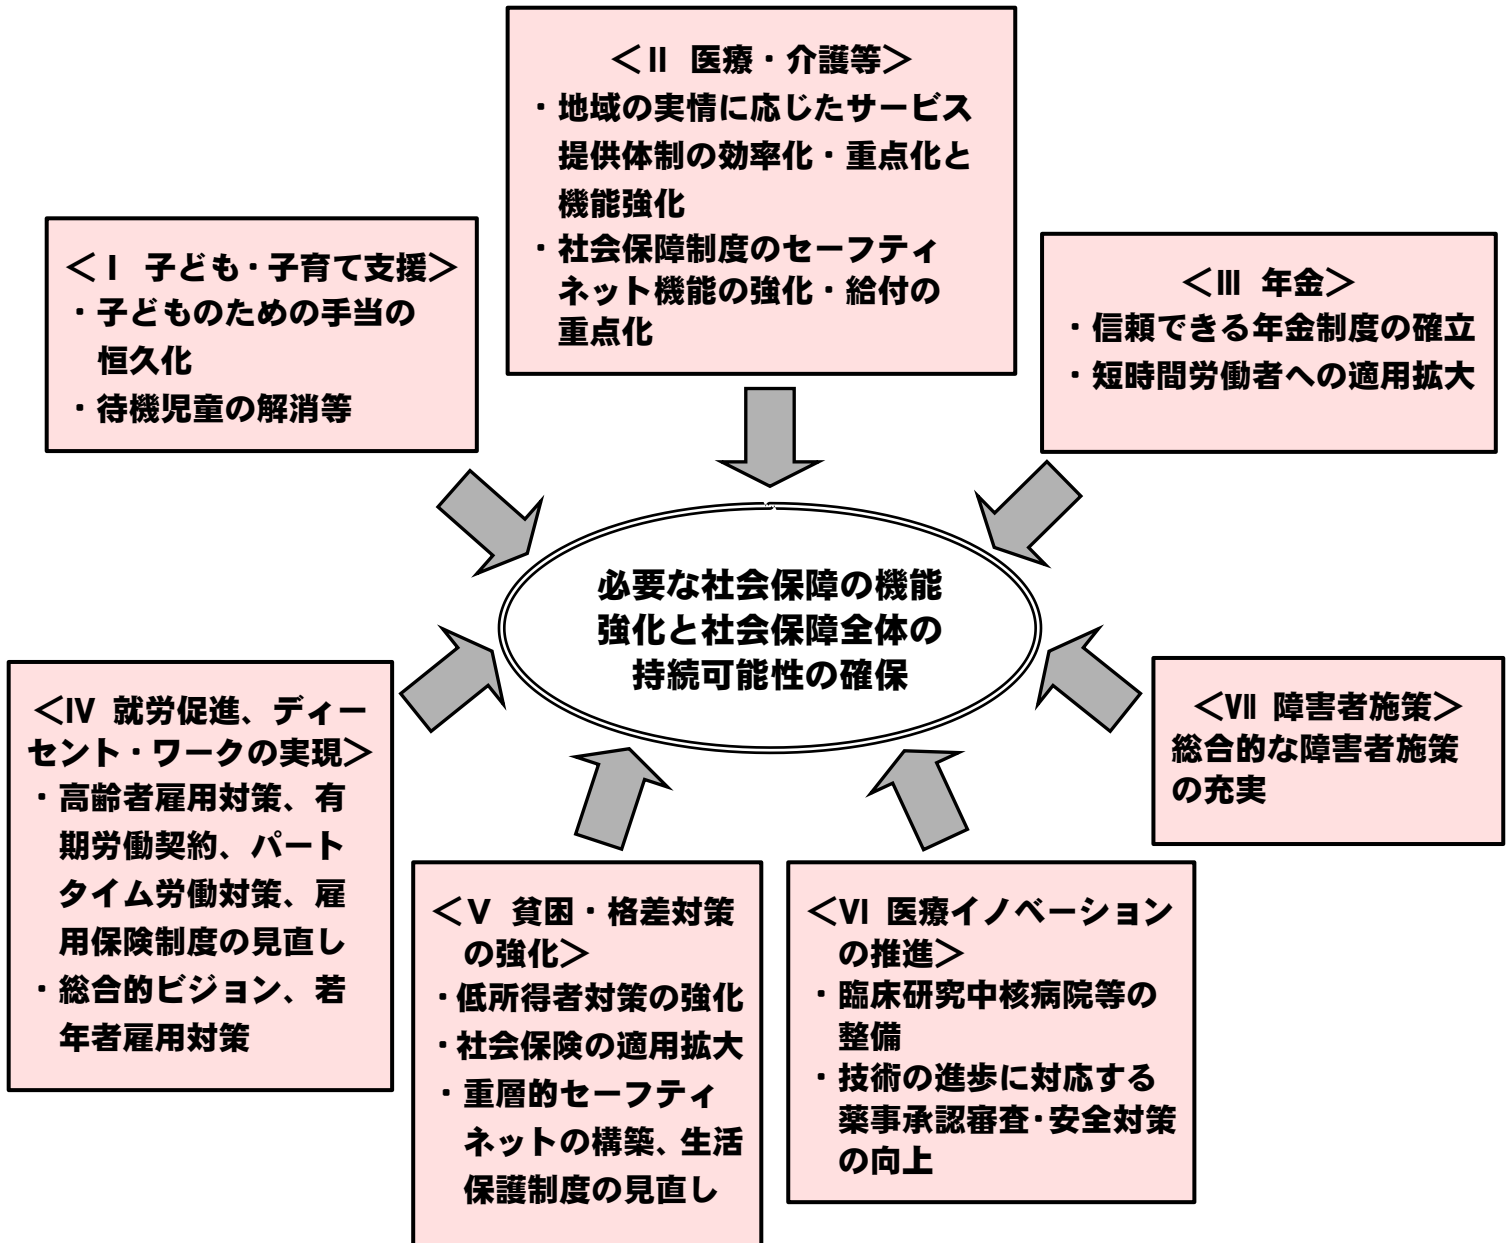 ＜Ⅱ 医療・介護等＞
・地域の実情に応じたサービス
提供体制の効率化・重点化と
機能強化
・社会保障制度のセーフティ
ネット機能の強化・給付の
重点化
＜Ⅰ 子ども・子育て支援＞
・子どものための手当の
恒久化
・待機児童の解消等
＜Ⅲ 年金＞
・信頼できる年金制度の確立
・短時間労働者への適用拡大
必要な社会保障の機能
強化と社会保障全体の
持続可能性の確保
＜Ⅳ 就労促進、ディー
セント・ワークの実現＞
・高齢者雇用対策、有
期労働契約、パート
タイム労働対策、雇
用保険制度の見直し
・総合的ビジョン、若
年者雇用対策
＜Ⅴ 貧困・格差対策
の強化＞
・低所得者対策の強化
・社会保険の適用拡大
・重層的セーフティ
ネットの構築、生活
保護制度の見直し
＜Ⅵ 医療イノベーション
の推進＞
・臨床研究中核病院等の
整備
・技術の進歩に対応する
薬事承認審査・安全対策
の向上
＜Ⅶ 障害者施策＞
総合的な障害者施策
の充実